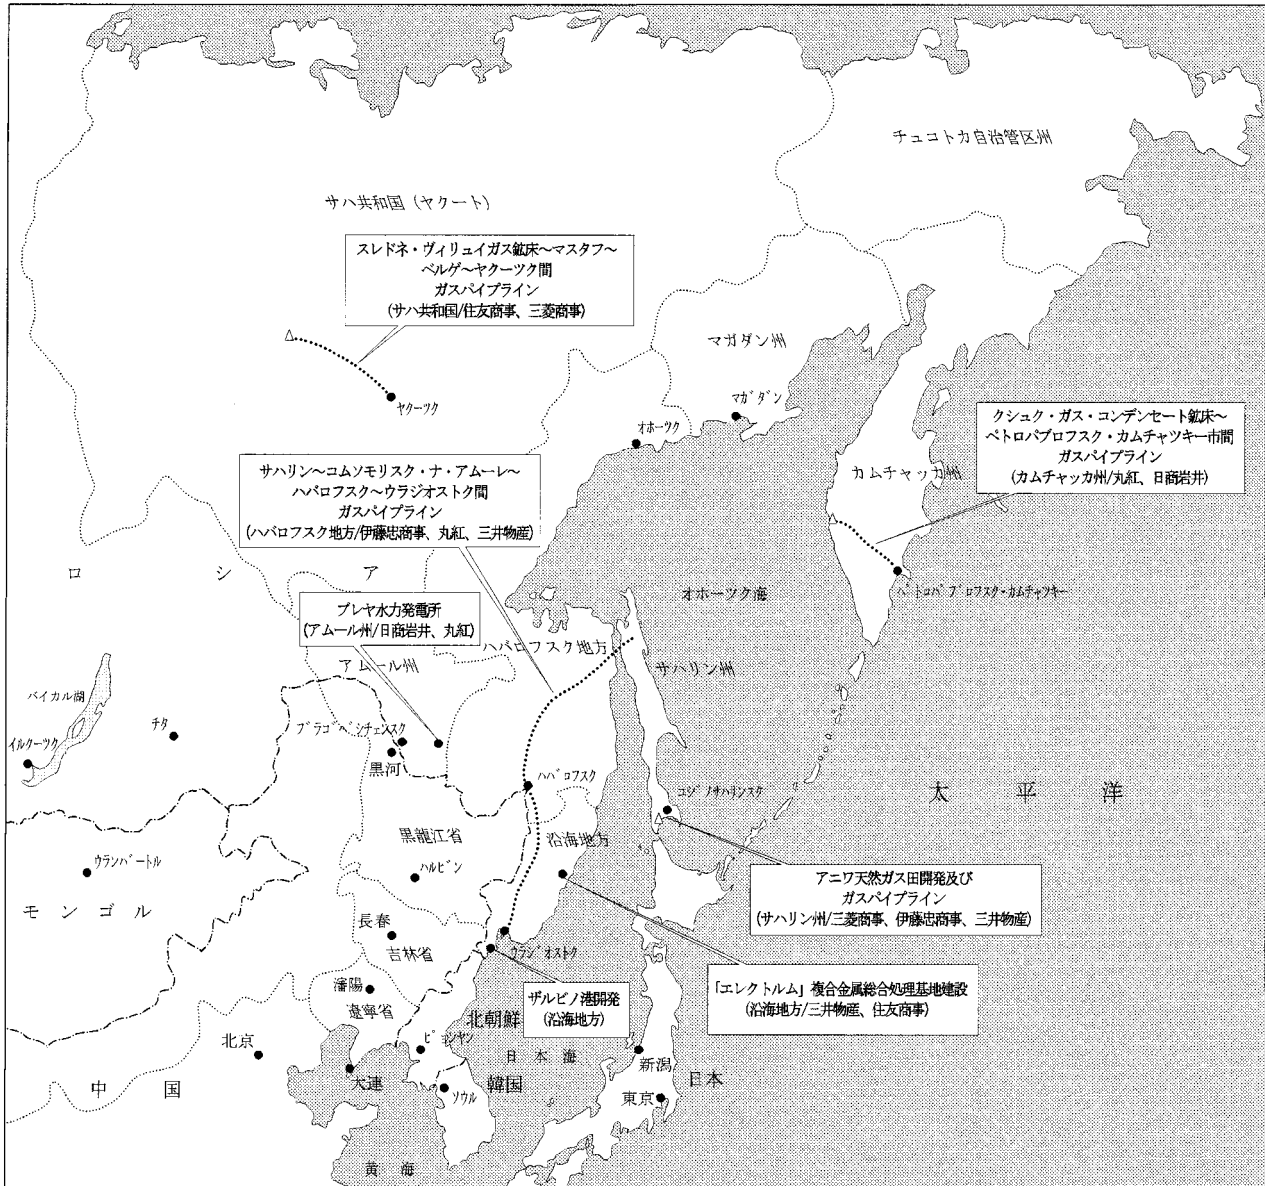 チュコトカ自治管区州
サハ共和国（ヤクート）
スレドネ・ヴィリュイガス鉱床～マスタフ～
ベルゲ～ヤクーツク間
ガスパイプライン
(サハ共和国/住友商事、三菱商事)
マガダン州
マガダン
ヤクーツク
オホーツク
クシュク・ガス・コンデンセート鉱床～
ペトロパブロフスク・カムチャツキー市間
ガスパイプライン
(カムチャッカ州/丸紅、日商岩井)
カムチャッカ州
サハリン～コムソモリスク・ナ・アムーレ～
ハバロフスク～ウラジオストク間
ガスパイプライン
(ハバロフスク地方/伊藤忠商事、丸紅、三井物産)
ロシア
オホーツク海
ペトロパブロフスク・カムチャツキー
ブレヤ水力発電所
(アムール州/日商岩井、丸紅)
ハバロフスク地方
アムール州
サハリン州
バイカル湖
チタ
イルクーツク
ブラゴベシチェンスク
黒河
ハバロフスク
ユジノサハリンスク
太平洋
黒龍江省
沿海地方
ウランバートル
ハルビン
アニワ天然ガス田開発及び
ガスパイプライン
(サハリン州/三菱商事、伊藤忠商事、三井物産)
モンゴル
長春
吉林省
ウラジオストク
瀋陽
遼寧省
ザルビノ港開発
(沿海地方)
「エレクトルム」複合金属総合処理基地建設
(沿海地方/三井物産、住友商事)
北朝鮮
北京
ピョンヤン
日本海
新潟
中国
大連
ソウル
韓国
日本
東京
黄海